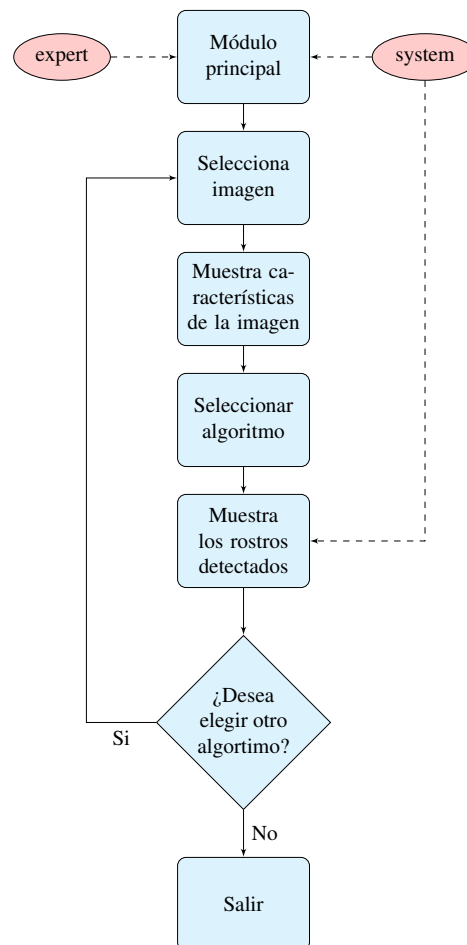 expert
Módulo
principal
system
Selecciona
imagen
Muestra ca-
racterísticas
de la imagen
Seleccionar
algoritmo
Muestra
los rostros
detectados
¿Desea
elegir otro
algortimo?
Si
No
Salir